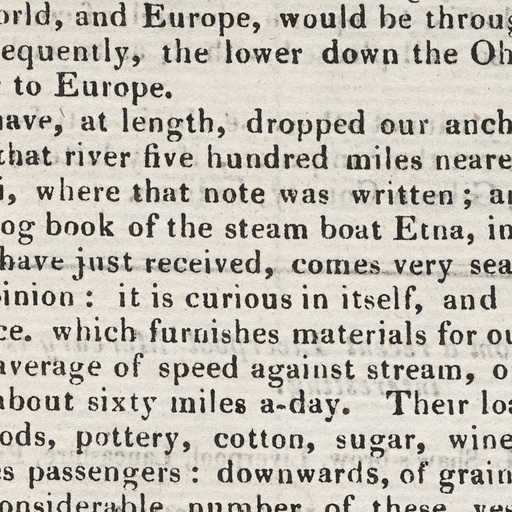 orld, and Europe, would be throug
equently, the lower down the Oh
to Europe.
ave, at length, dropped our anch
that river five hundred miles neare
i, where that note was written; an
og book of the steam boat Etna, in
have just received, comes very sea
inion: it is curious in itself, and
ce. which furnishes materials for ou
average of speed against stream, o
about sixty miles a-day. Their loa
ods, pottery, cotton, sugar, wine
es passengers: downwards, of grain
onsiderable number of these ves